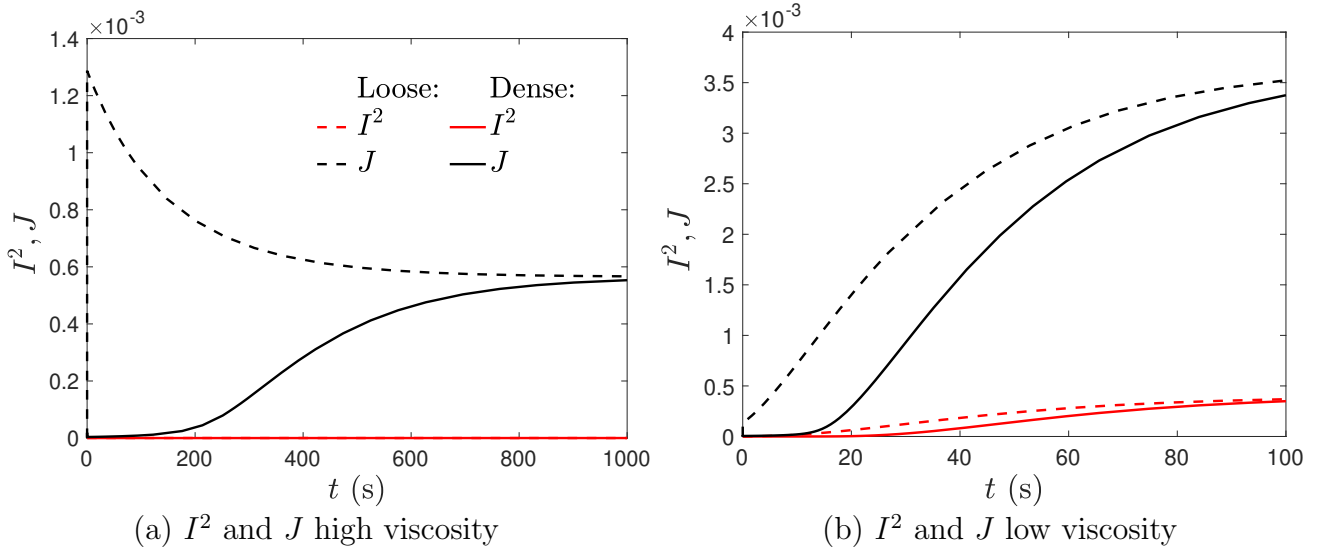 ×10⁻³
1.4
1.2
1
0.8
0.6
0.4
0.2
0
I², J
Loose: Dense:
I² I²
J J
0 200 400 600 800 1000
t (s)
(a) I² and J high viscosity
×10⁻³
4
3.5
3
2.5
2
1.5
1
0.5
0
I², J
0 20 40 60 80 100
t (s)
(b) I² and J low viscosity